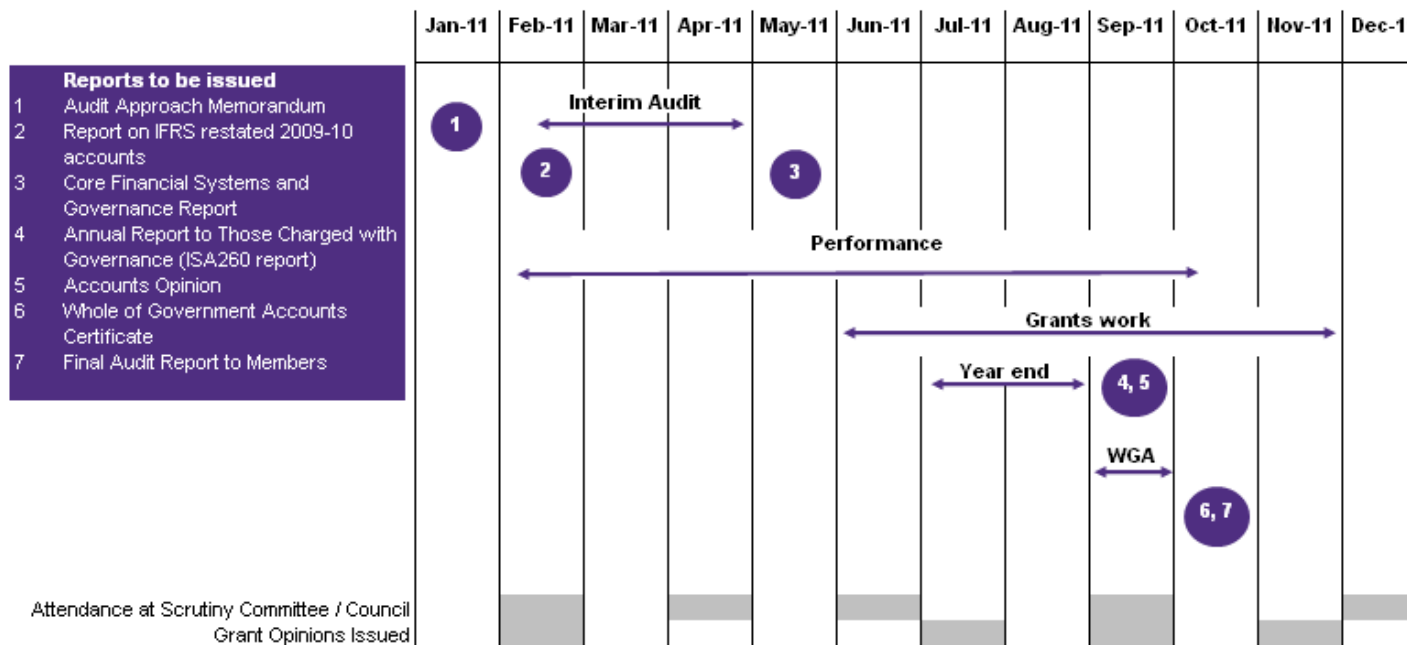 Jan-11 Feb-11 Mar-11 Apr-11 May-11 Jun-11 Jul-11 Aug-11 Sep-11 Oct-11 Nov-11 Dec-1
Reports to be issued
1 Audit Approach Memorandum
2 Report on IFRS restated 2009-10
accounts
3 Core Financial Systems and
Governance Report
4 Annual Report to Those Charged with
Governance (ISA260 report)
5 Accounts Opinion
6 Whole of Government Accounts
Certificate
7 Final Audit Report to Members
Interim Audit
1
2
3
Performance
Grants work
Year end
4, 5
WGA
6, 7
Attendance at Scrutiny Committee / Council
Grant Opinions Issued